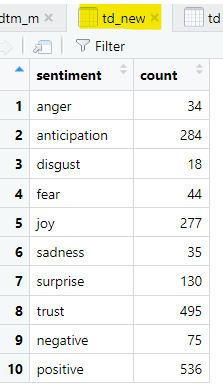 dtm_m × td_new ×
Filter
sentiment count
1 anger 34
2 anticipation 284
3 disgust 18
4 fear 44
5 joy 277
6 sadness 35
7 surprise 130
8 trust 495
9 negative 75
10 positive 536